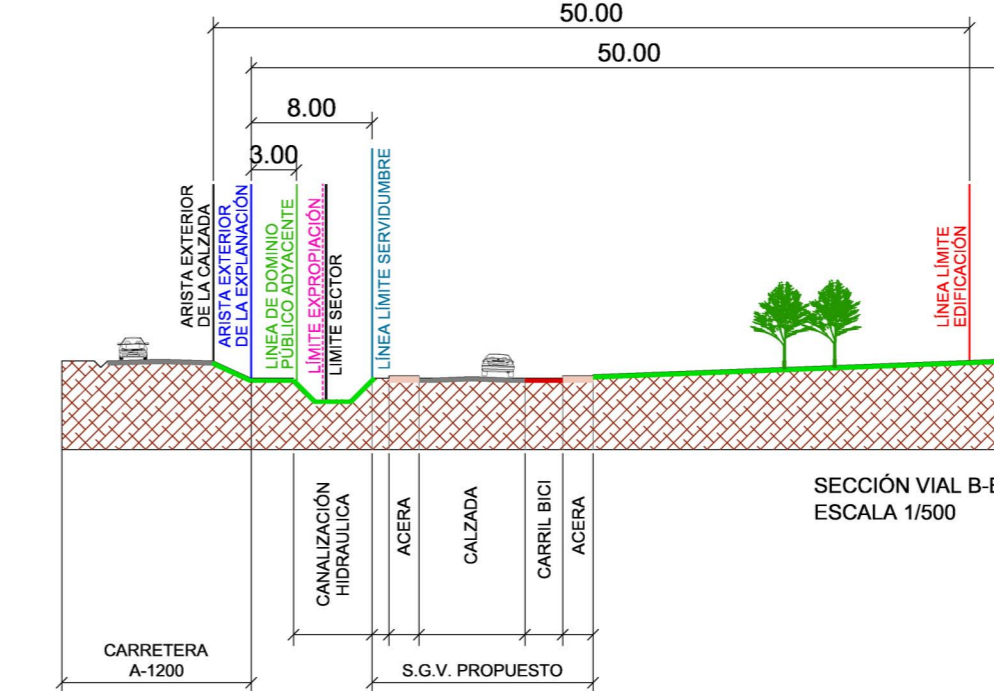 50.00
50.00
8.00
3.00
ARISTA EXTERIOR
DE LA CALZADA
ARISTA EXTERIOR
DE LA EXPLANACIÓN
LINEA DE DOMINIO
PÚBLICO ADYACENTE
LÍMITE EXPROPIACIÓN
LIMITE SECTOR
LÍNEA LÍMITE SERVIDUMBRE
LÍNEA LÍMITE
EDIFICACIÓN
SECCIÓN VIAL B-B
ESCALA 1/500
CANALIZACIÓN
HIDRAULICA
ACERA
CALZADA
CARRIL BICI
ACERA
CARRETERA
A-1200
S.G.V. PROPUESTO